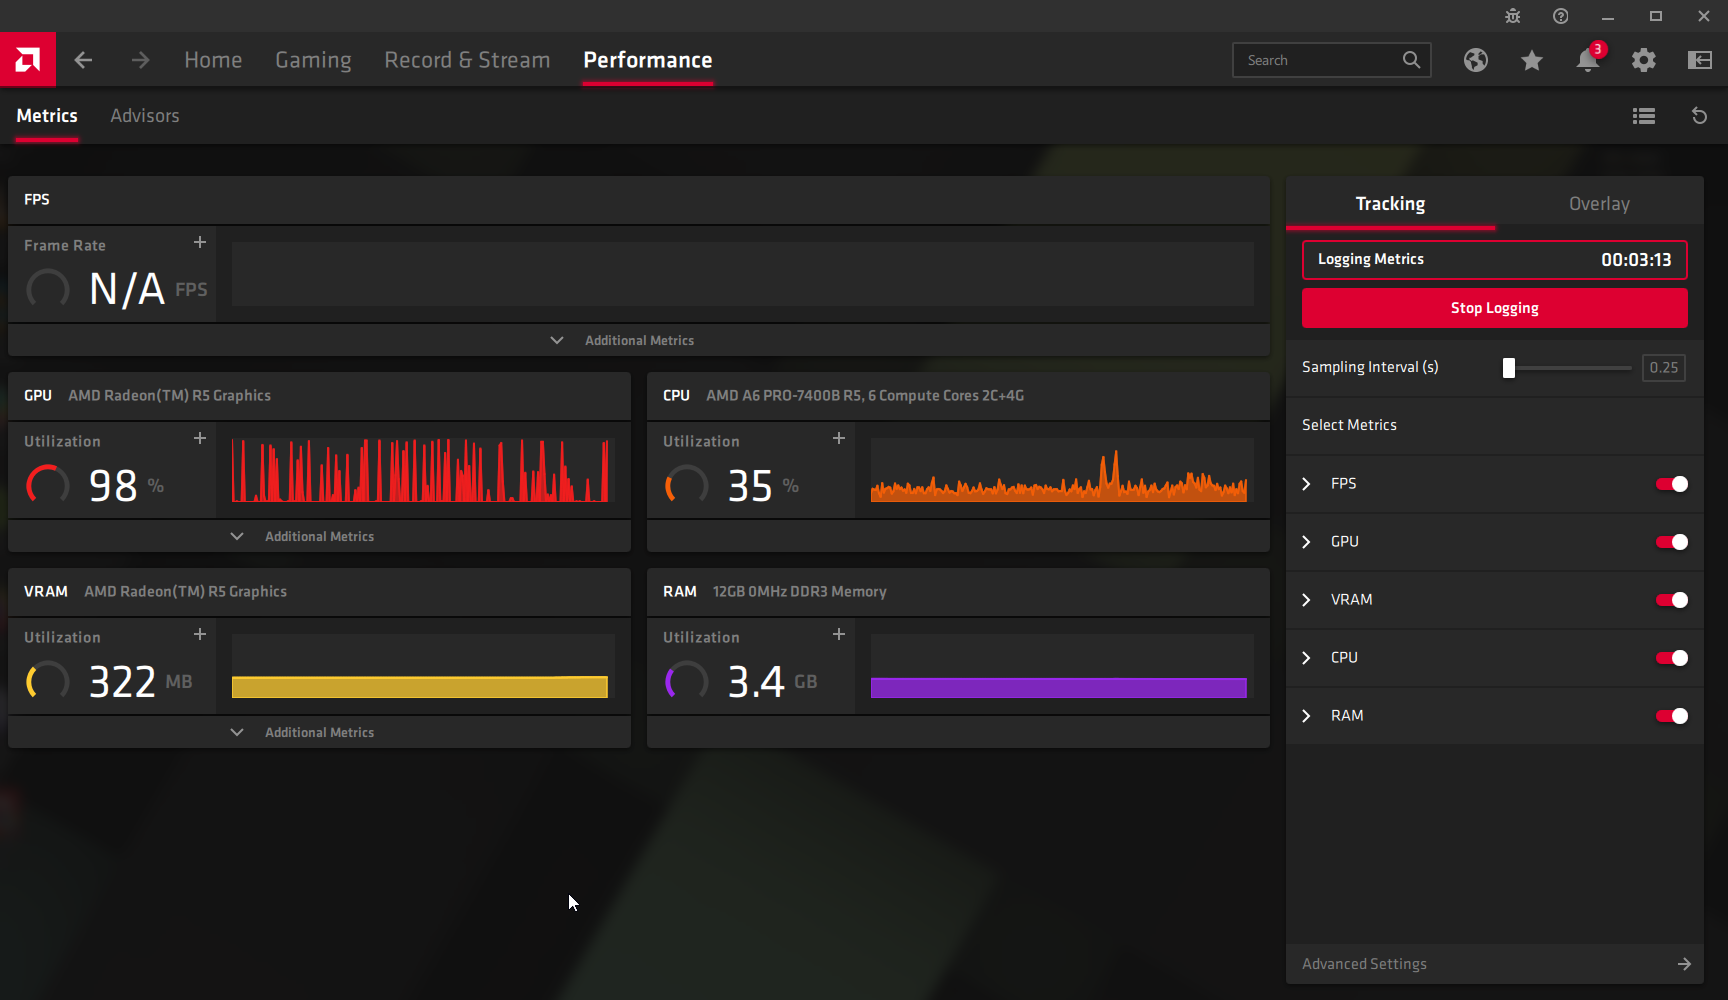 Home Gaming Record & Stream Performance Search 3
Metrics Advisors
FPS
Frame Rate
N/A FPS
Additional Metrics
GPU AMD Radeon(TM) R5 Graphics
Utilization
98 %
Additional Metrics
CPU AMD A6 PRO-7400B R5, 6 Compute Cores 2C+4G
Utilization
35 %
VRAM AMD Radeon(TM) R5 Graphics
Utilization
322 MB
Additional Metrics
RAM 12GB 0MHz DDR3 Memory
Utilization
3.4 GB
Tracking Overlay
Logging Metrics 00:03:13
Stop Logging
Sampling Interval (s) 0.25
Select Metrics
FPS
GPU
VRAM
CPU
RAM
Advanced Settings